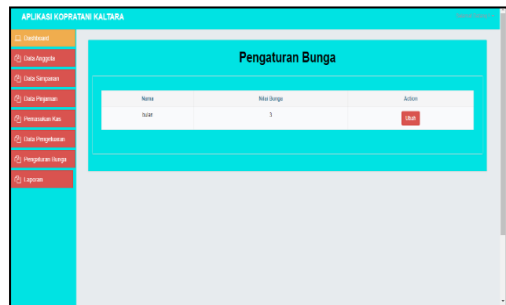 APLIKASI KOPRATANI KALTARA
Dashboard
Data Anggota
Data Simpanan
Data Pinjaman
Pemasukan Kas
Data Pengeluaran
Pengaturan Bunga
Laporan
Pengaturan Bunga
Nama Nilai Bunga Action
bulan 3 Ubah